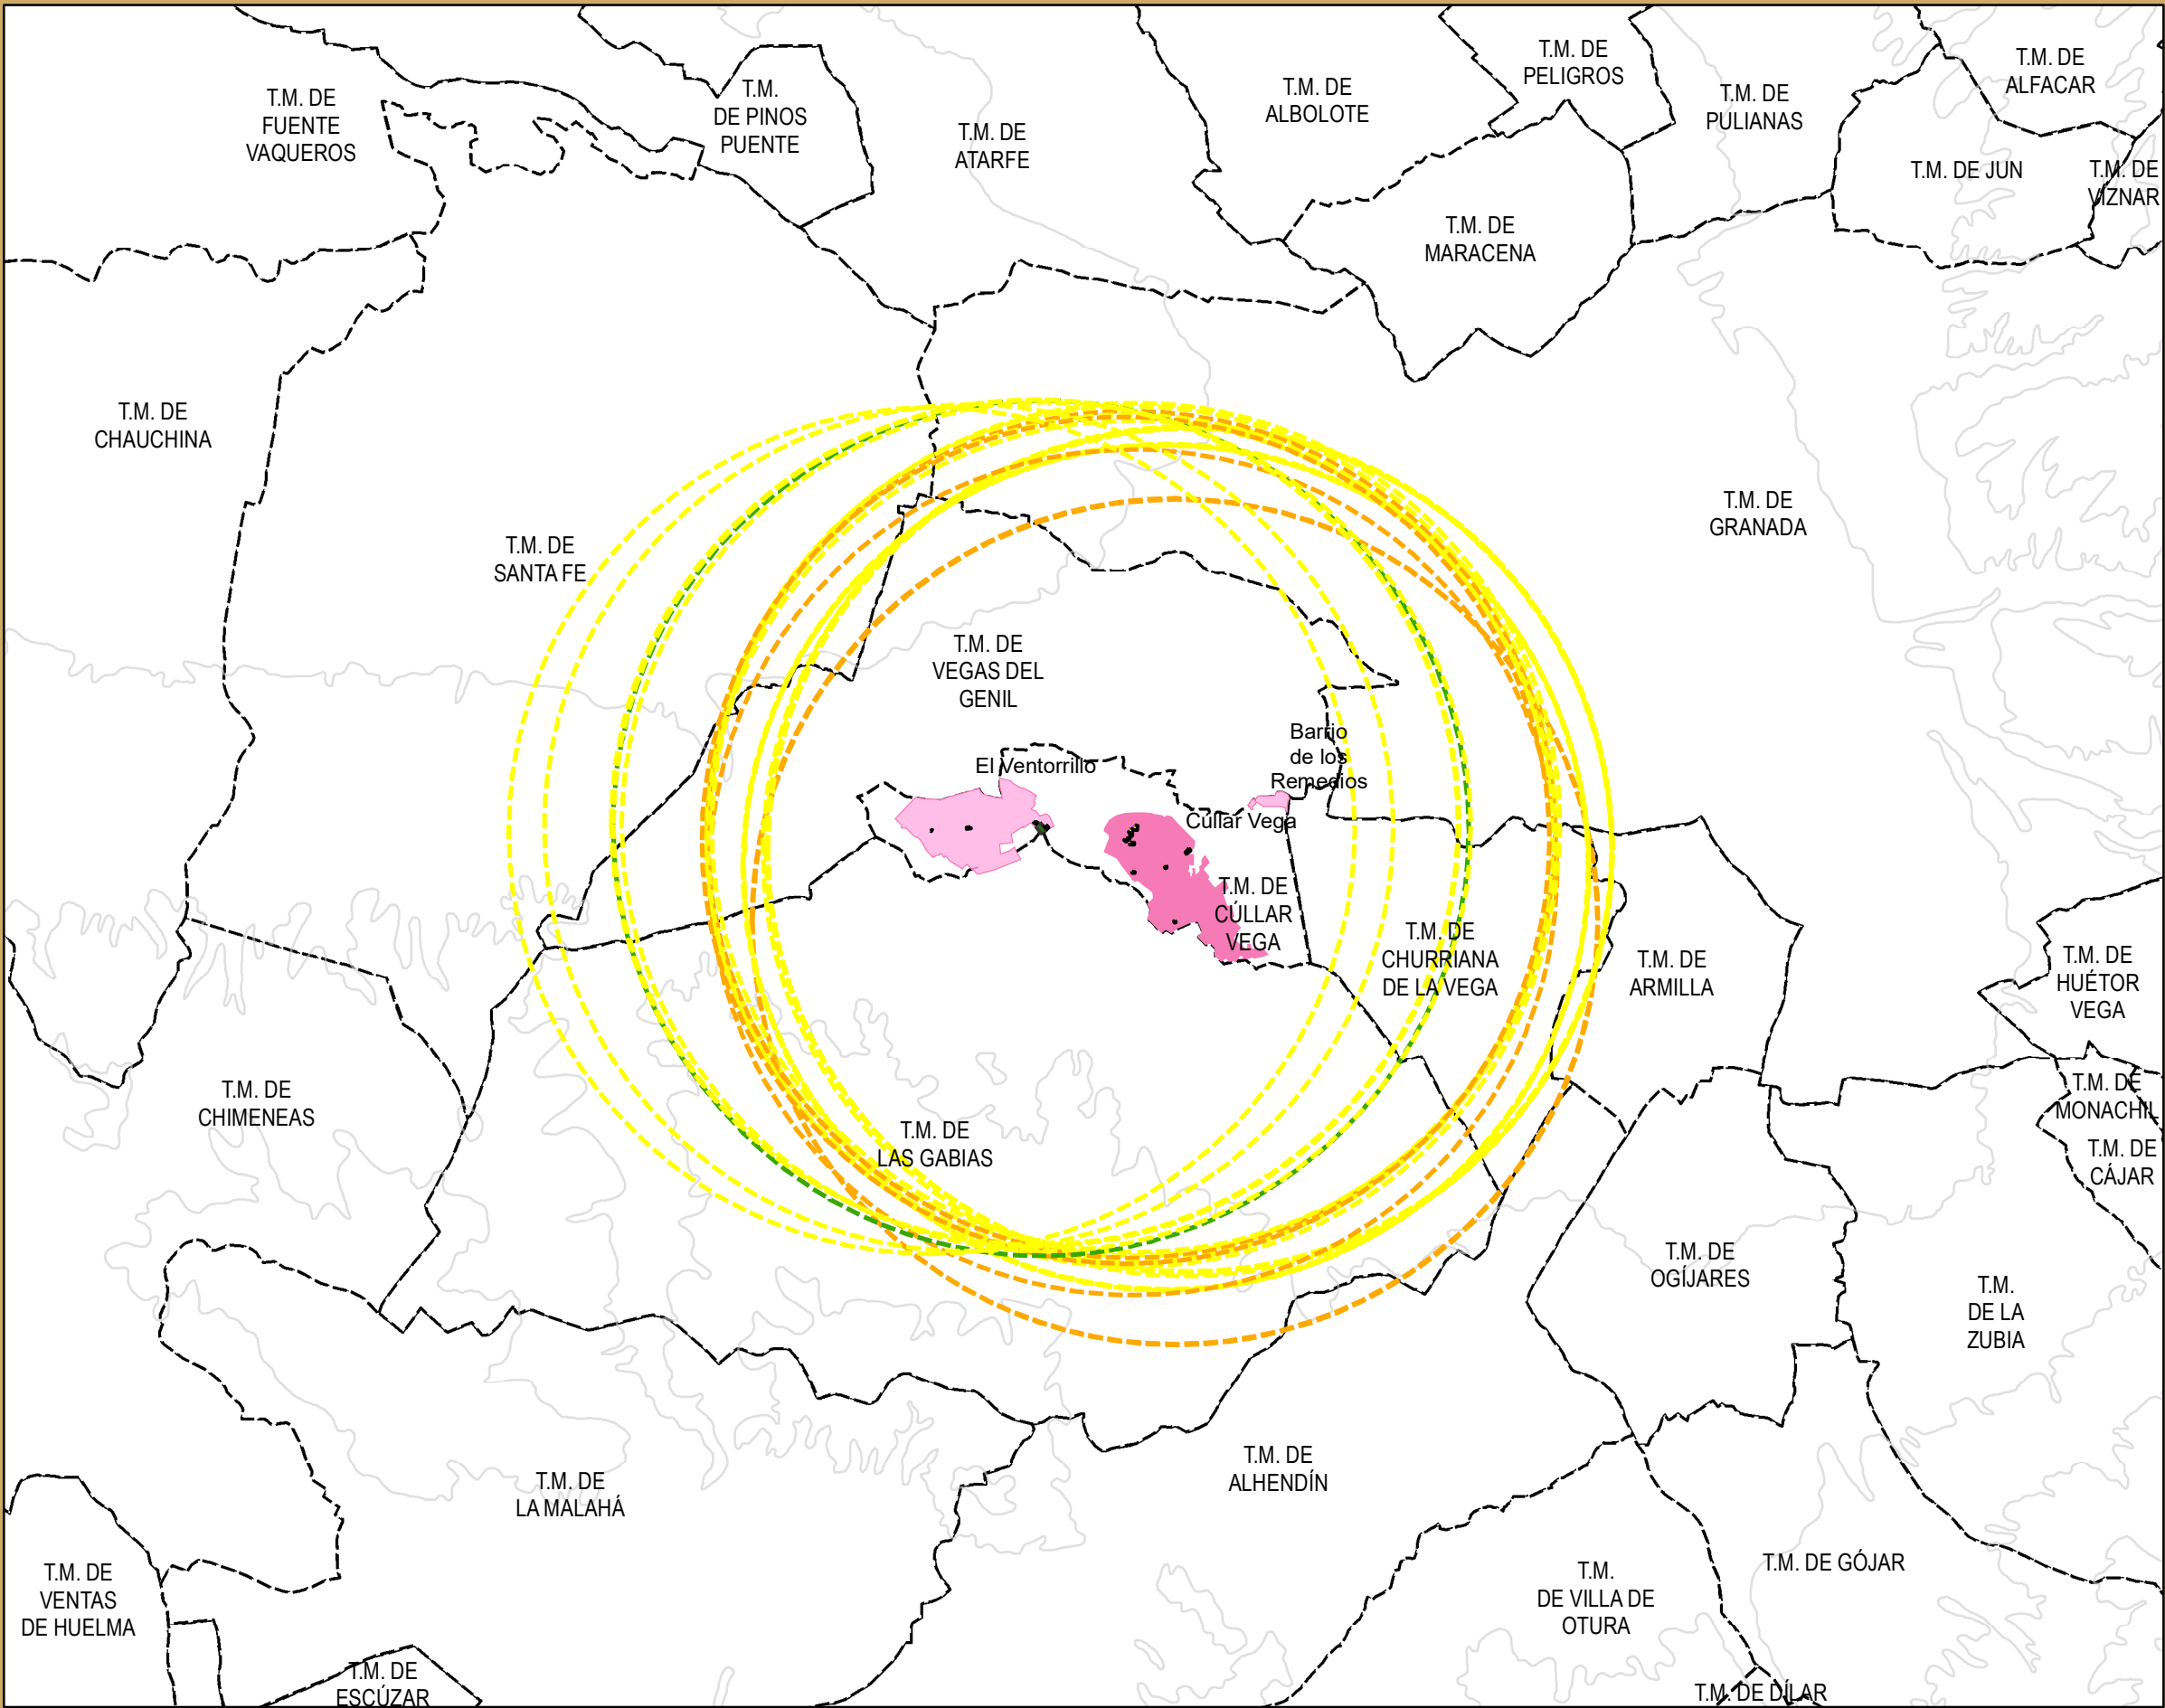 T.M. DE
FUENTE
VAQUEROS
T.M.
DE PINOS
PUENTE
T.M. DE
ATARFE
T.M. DE
ALBOLOTE
T.M. DE
PELIGROS
T.M. DE
PULIANAS
T.M. DE
ALFACAR
T.M. DE JUN
T.M. DE
VÍZNAR
T.M. DE
MARACENA
T.M. DE
CHAUCHINA
T.M. DE
SANTA FE
T.M. DE
GRANADA
T.M. DE
VEGAS DEL
GENIL
El Ventorrillo
Barrio
de los
Remedios
Cúllar Vega
T.M. DE
CÚLLAR
VEGA
T.M. DE
CHURRIANA
DE LA VEGA
T.M. DE
ARMILLA
T.M. DE
HUÉTOR
VEGA
T.M. DE
MONACHIL
T.M. DE
CÁJAR
T.M. DE
CHIMENEAS
T.M. DE
LAS GABIAS
T.M. DE
OGÍJARES
T.M.
DE LA
ZUBIA
T.M. DE
LA MALAHÁ
T.M. DE
ALHENDÍN
T.M. DE
VENTAS
DE HUELMA
T.M.
DE VILLA DE
OTURA
T.M. DE GÓJAR
T.M. DE
ESCÚZAR
T.M. DE DÍLAR